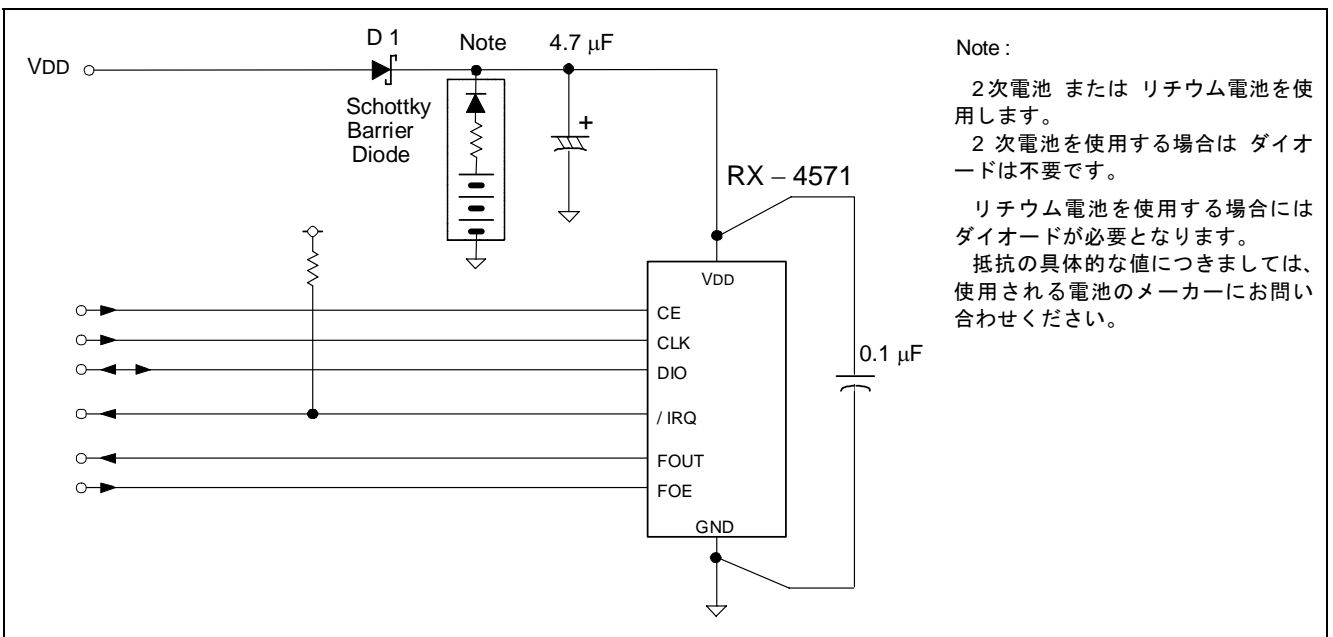 D 1
Note
4.7 μF
VDD
Schottky
Barrier
Diode
+
RX – 4571
VDD
CE
CLK
DIO
/ IRQ
FOUT
FOE
GND
0.1 μF
Note :
2次電池 または リチウム電池を使
用します。
2 次電池を使用する場合は ダイオ
ードは不要です。
リチウム電池を使用する場合には
ダイオードが必要となります。
抵抗の具体的な値につきましては、
使用される電池のメーカーにお問い
合わせください。